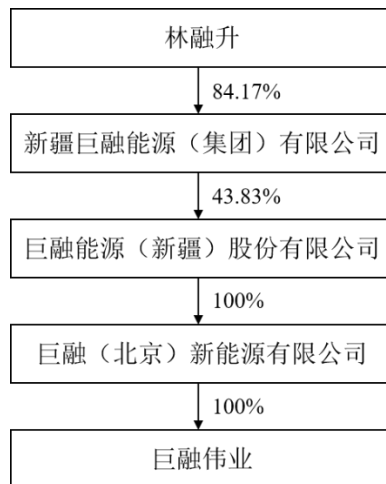 林融升
84.17%
新疆巨融能源（集团）有限公司
43.83%
巨融能源（新疆）股份有限公司
100%
巨融（北京）新能源有限公司
100%
巨融伟业